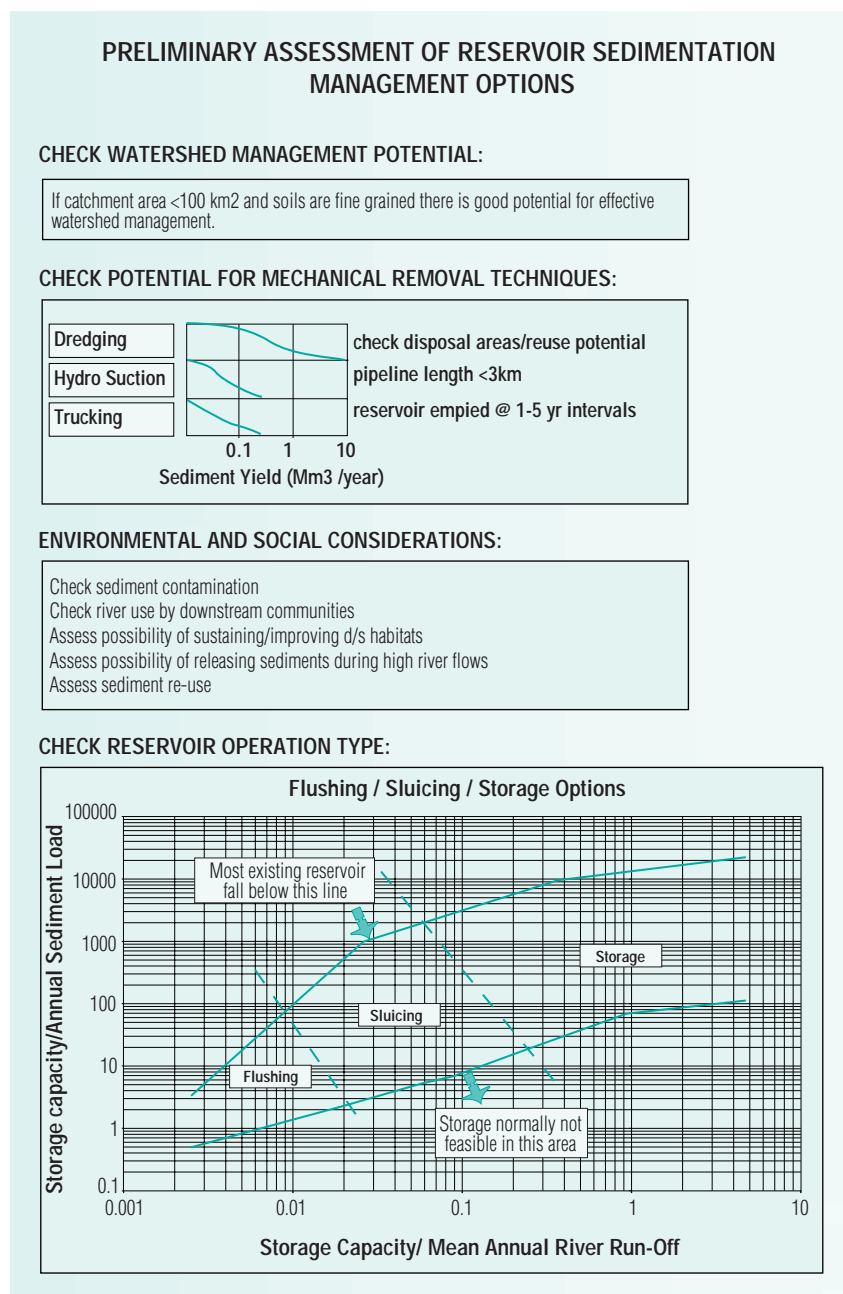 PRELIMINARY ASSESSMENT OF RESERVOIR SEDIMENTATION
MANAGEMENT OPTIONS
CHECK WATERSHED MANAGEMENT POTENTIAL:
If catchment area <100 km2 and soils are fine grained there is good potential for effective
watershed management.
CHECK POTENTIAL FOR MECHANICAL REMOVAL TECHNIQUES:
Dredging
check disposal areas/reuse potential
Hydro Suction
pipeline length <3km
Trucking
reservoir empied @ 1-5 yr intervals
0.1 1 10
Sediment Yield (Mm3 /year)
ENVIRONMENTAL AND SOCIAL CONSIDERATIONS:
Check sediment contamination
Check river use by downstream communities
Assess possibility of sustaining/improving d/s habitats
Assess possibility of releasing sediments during high river flows
Assess sediment re-use
CHECK RESERVOIR OPERATION TYPE:
Flushing / Sluicing / Storage Options
Storage capacity/Annual Sediment Load
100000
10000
1000
100
10
1
0.1
Most existing reservoir
fall below this line
Storage
Sluicing
Flushing
Storage normally not
feasible in this area
0.001 0.01 0.1 1 10
Storage Capacity/ Mean Annual River Run-Off